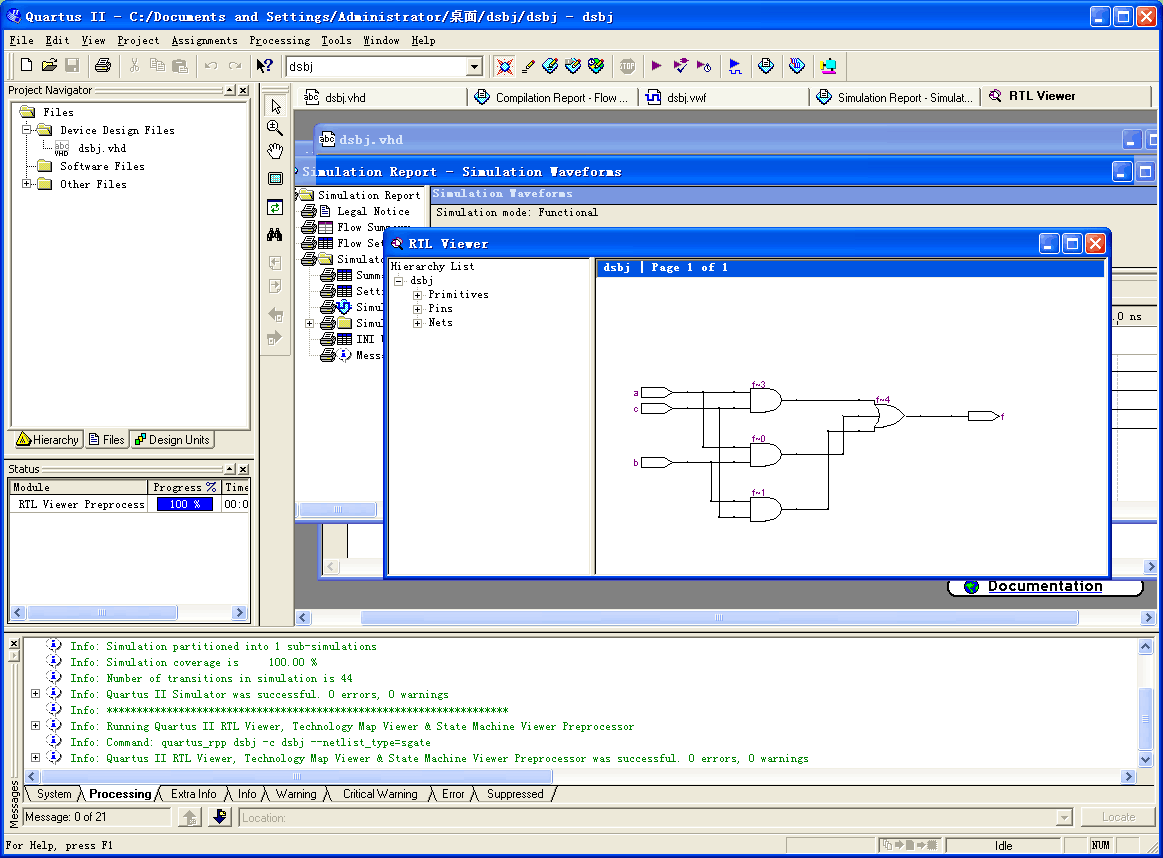 Quartus II - C:/Documents and Settings/Administrator/桌面/dsbj/dsbj - dsbj
File Edit View Project Assignments Processing Tools Window Help
dsbj
STOP
Project Navigator
Files
Device Design Files
abc VHD dsbj.vhd
Software Files
Other Files
Hierarchy Files Design Units
Status
Module Progress % Time
RTL Viewer Preprocess 100 % 00:0
abc dsbj.vhd Compilation Report - Flow ... dsbj.vwf Simulation Report - Simulat... RTL Viewer
abc dsbj.vhd
Simulation Report - Simulation Waveforms
Simulation Report
Legal Notice
Flow Summary
Flow Set
Simulator
Summ
Setti
Simul
Simul
INI
Messa
Simulation Waveforms
Simulation mode: Functional
.0 ns
RTL Viewer
Hierarchy List
dsbj
Primitives
Pins
Nets
dsbj | Page 1 of 1
a
c
b
f~3
f~0
f~1
f~4
f
Documentation
Info: Simulation partitioned into 1 sub-simulations
Info: Simulation coverage is 100.00 %
Info: Number of transitions in simulation is 44
Info: Quartus II Simulator was successful. 0 errors, 0 warnings
Info: *******************************************************************
Info: Running Quartus II RTL Viewer, Technology Map Viewer & State Machine Viewer Preprocessor
Info: Command: quartus_rpp dsbj -c dsbj --netlist_type=sgate
Info: Quartus II RTL Viewer, Technology Map Viewer & State Machine Viewer Preprocessor was successful. 0 errors, 0 warnings
Messages
System Processing Extra Info Info Warning Critical Warning Error Suppressed
Message: 0 of 21 Location: Locate
For Help, press F1 Idle NUM